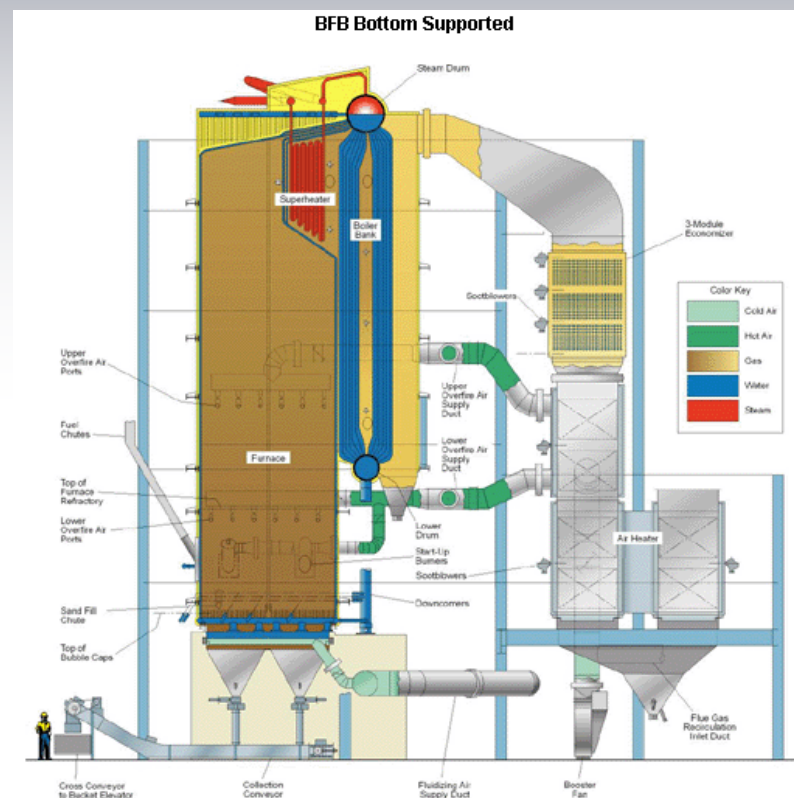 BFB Bottom Supported
Steam Drum
Superheater
Boiler
Bank
3-Module
Economizer
Sootblowers
Color Key
Cold Air
Hot Air
Gas
Water
Steam
Upper
Overfire Air
Ports
Upper
Overfire Air
Supply
Duct
Fuel
Chutes
Lower
Overfire Air
Supply
Duct
Furnace
Top of
Furnace
Refractory
Lower
Overfire Air
Ports
Lower
Drum
Start-Up
Burners
Air Heater
Sootblowers
Downcomers
Sand Fill
Chute
Top of
Bubble Caps
Flue Gas
Recirculation
Inlet Duct
Cross Conveyor
to Bucket Elevator
Collection
Conveyor
Fluidizing Air
Supply Duct
Booster
Fan